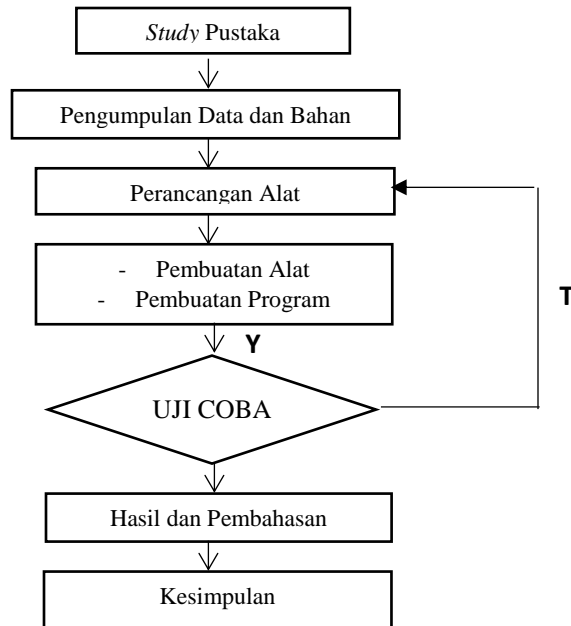 Study Pustaka
Pengumpulan Data dan Bahan
Perancangan Alat
- Pembuatan Alat
- Pembuatan Program
T
Y
UJI COBA
Hasil dan Pembahasan
Kesimpulan